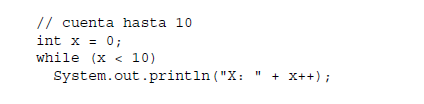 // cuenta hasta 10
int x = 0;
while (x < 10)
System.out.println("X: " + x++);